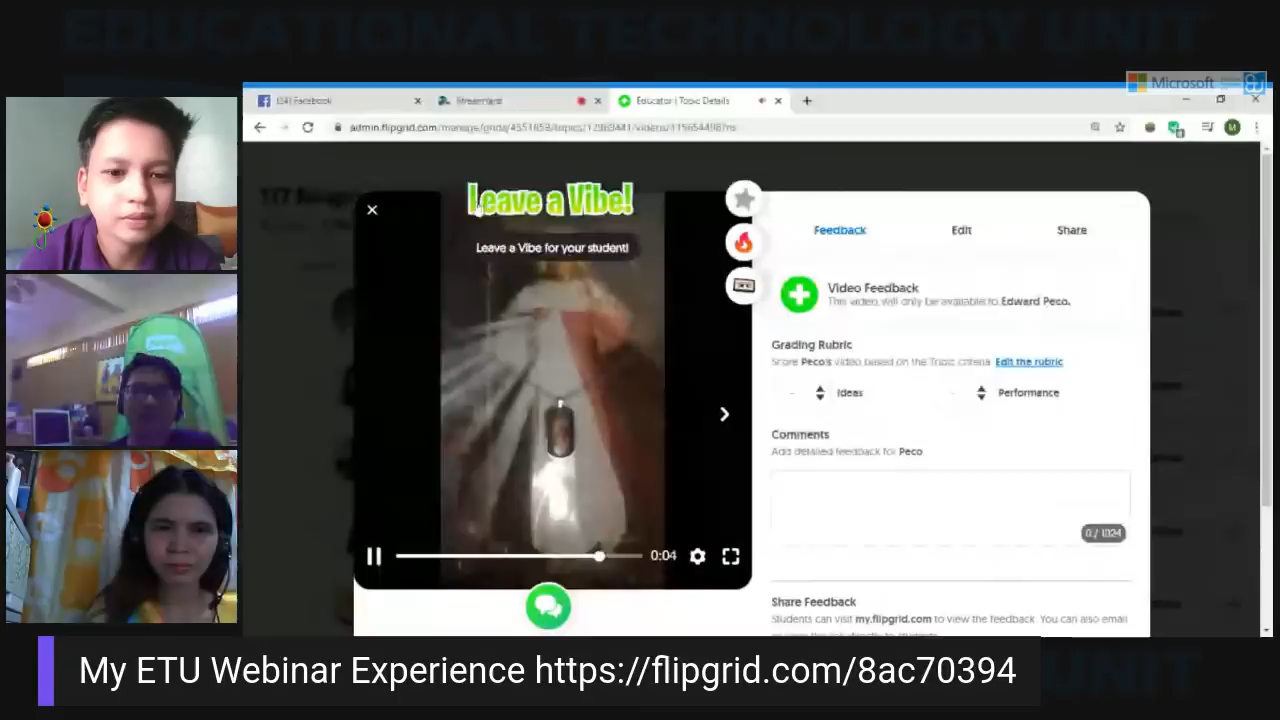 EDUCATIONAL TECHNOLOGY UNIT
Microsoft
Facebook
StreamYard
Educator | Topic Details
M
Leave a Vibe!
Leave a Vibe for your student!
Feedback
Edit
Share
Video Feedback
This video will only be available to Edward Peco.
Grading Rubric
Score Peco's video based on the Topic criteria. Edit the rubric
Ideas
Performance
Comments
Add detailed feedback for Peco
0 / 1024
0:04
Share Feedback
Students can visit my.flipgrid.com to view the feedback. You can also email
UNIT
My ETU Webinar Experience https://flipgrid.com/8ac70394